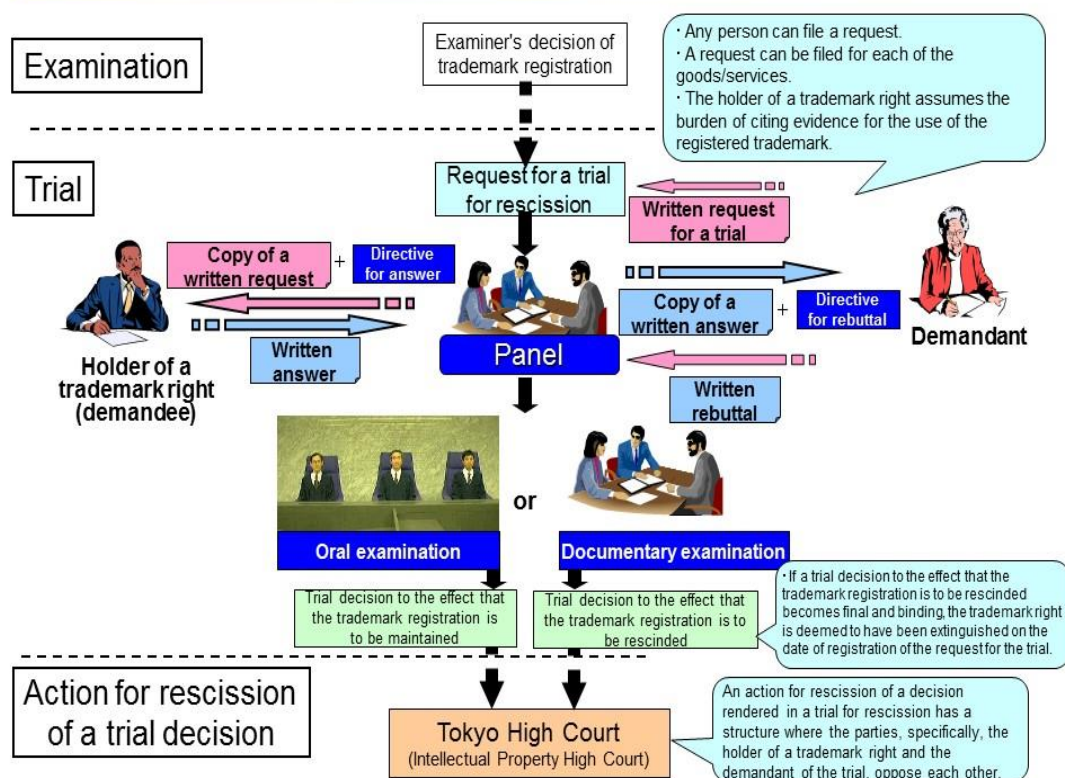 Examination
Examiner's decision of
trademark registration
· Any person can file a request.
· A request can be filed for each of the
goods/services.
· The holder of a trademark right assumes the
burden of citing evidence for the use of the
registered trademark.
Trial
Request for a trial
for rescission
Written request
for a trial
Copy of a
written request
+
Directive
for answer
Written
answer
Holder of a
trademark right
(demandee)
Panel
Copy of a
written answer
+
Directive
for rebuttal
Demandant
Written
rebuttal
or
Oral examination
Documentary examination
Trial decision to the effect that
the trademark registration is
to be maintained
Trial decision to the effect that
the trademark registration is to
be rescinded
· If a trial decision to the effect that the
trademark registration is to be rescinded
becomes final and binding, the trademark right
is deemed to have been extinguished on the
date of registration of the request for the trial.
Action for rescission
of a trial decision
Tokyo High Court
(Intellectual Property High Court)
An action for rescission of a decision
rendered in a trial for rescission has a
structure where the parties, specifically, the
holder of a trademark right and the
demandant of the trial, oppose each other.